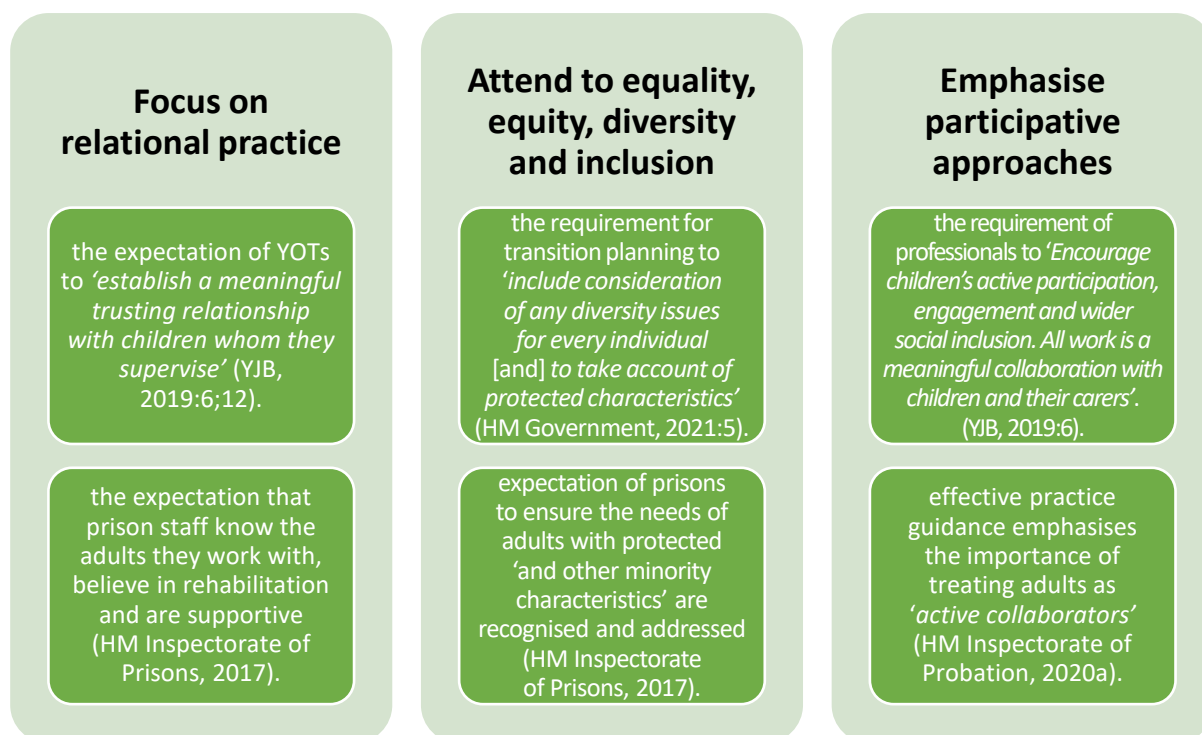 Focus on
relational practice
the expectation of YOTs
to ‘establish a meaningful
trusting relationship
with children whom they
supervise’ (YJB,
2019:6;12).
the expectation that
prison staff know the
adults they work with,
believe in rehabilitation
and are supportive
(HM Inspectorate of
Prisons, 2017).
Attend to equality,
equity, diversity
and inclusion
the requirement for
transition planning to
‘include consideration
of any diversity issues
for every individual
[and] to take account of
protected characteristics’
(HM Government, 2021:5).
expectation of prisons
to ensure the needs of
adults with protected
‘and other minority
characteristics’ are
recognised and addressed
(HM Inspectorate
of Prisons, 2017).
Emphasise
participative
approaches
the requirement of
professionals to ‘Encourage
children’s active participation,
engagement and wider
social inclusion. All work is a
meaningful collaboration with
children and their carers’.
(YJB, 2019:6).
effective practice
guidance emphasises
the importance of
treating adults as
‘active collaborators’
(HM Inspectorate of
Probation, 2020a).